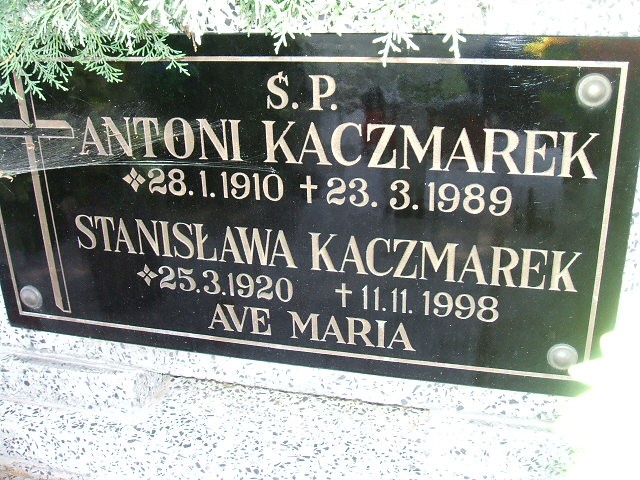 S. P.
ANTONI KACZMAREK
❖28.1.1910 ✝ 23.3.1989
STANISŁAWA KACZMAREK
❖25.3.1920 ✝11.11.1998
AVE MARIA